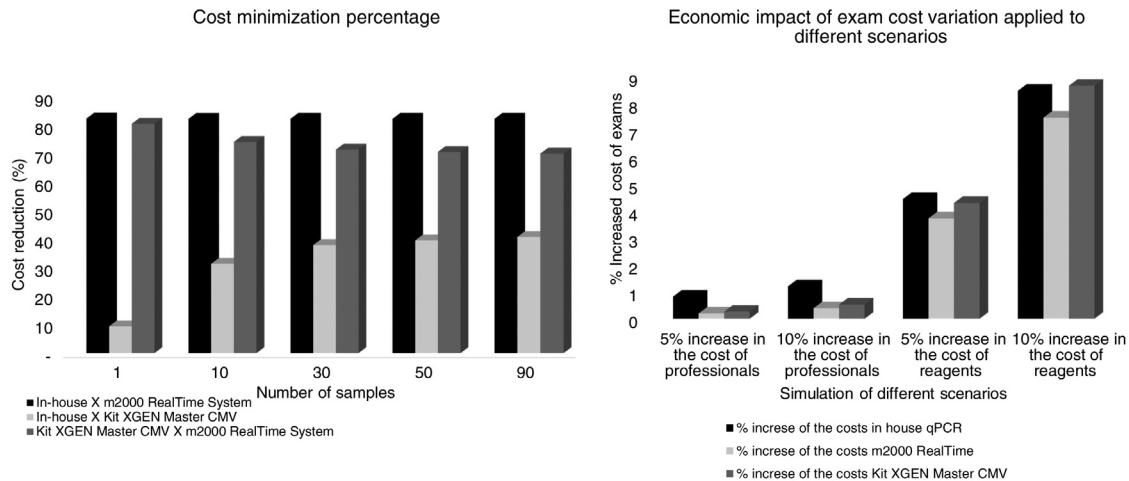 Cost minimization percentage
Cost reduction (%)
90
80
70
60
50
40
30
20
10
-
1 10 30 50 90
Number of samples
In-house X m2000 RealTime System
In-house X Kit XGEN Master CMV
Kit XGEN Master CMV X m2000 RealTime System
Economic impact of exam cost variation applied to
different scenarios
% Increased cost of exams
9
8
7
6
5
4
3
2
1
0
5% increase in 10% increase in 5% increase in 10% increase in
the cost of the cost of the cost of the cost of
professionals professionals reagents reagents
Simulation of different scenarios
% increse of the costs in house qPCR
% increse of the costs m2000 RealTime
% increse of the costs Kit XGEN Master CMV